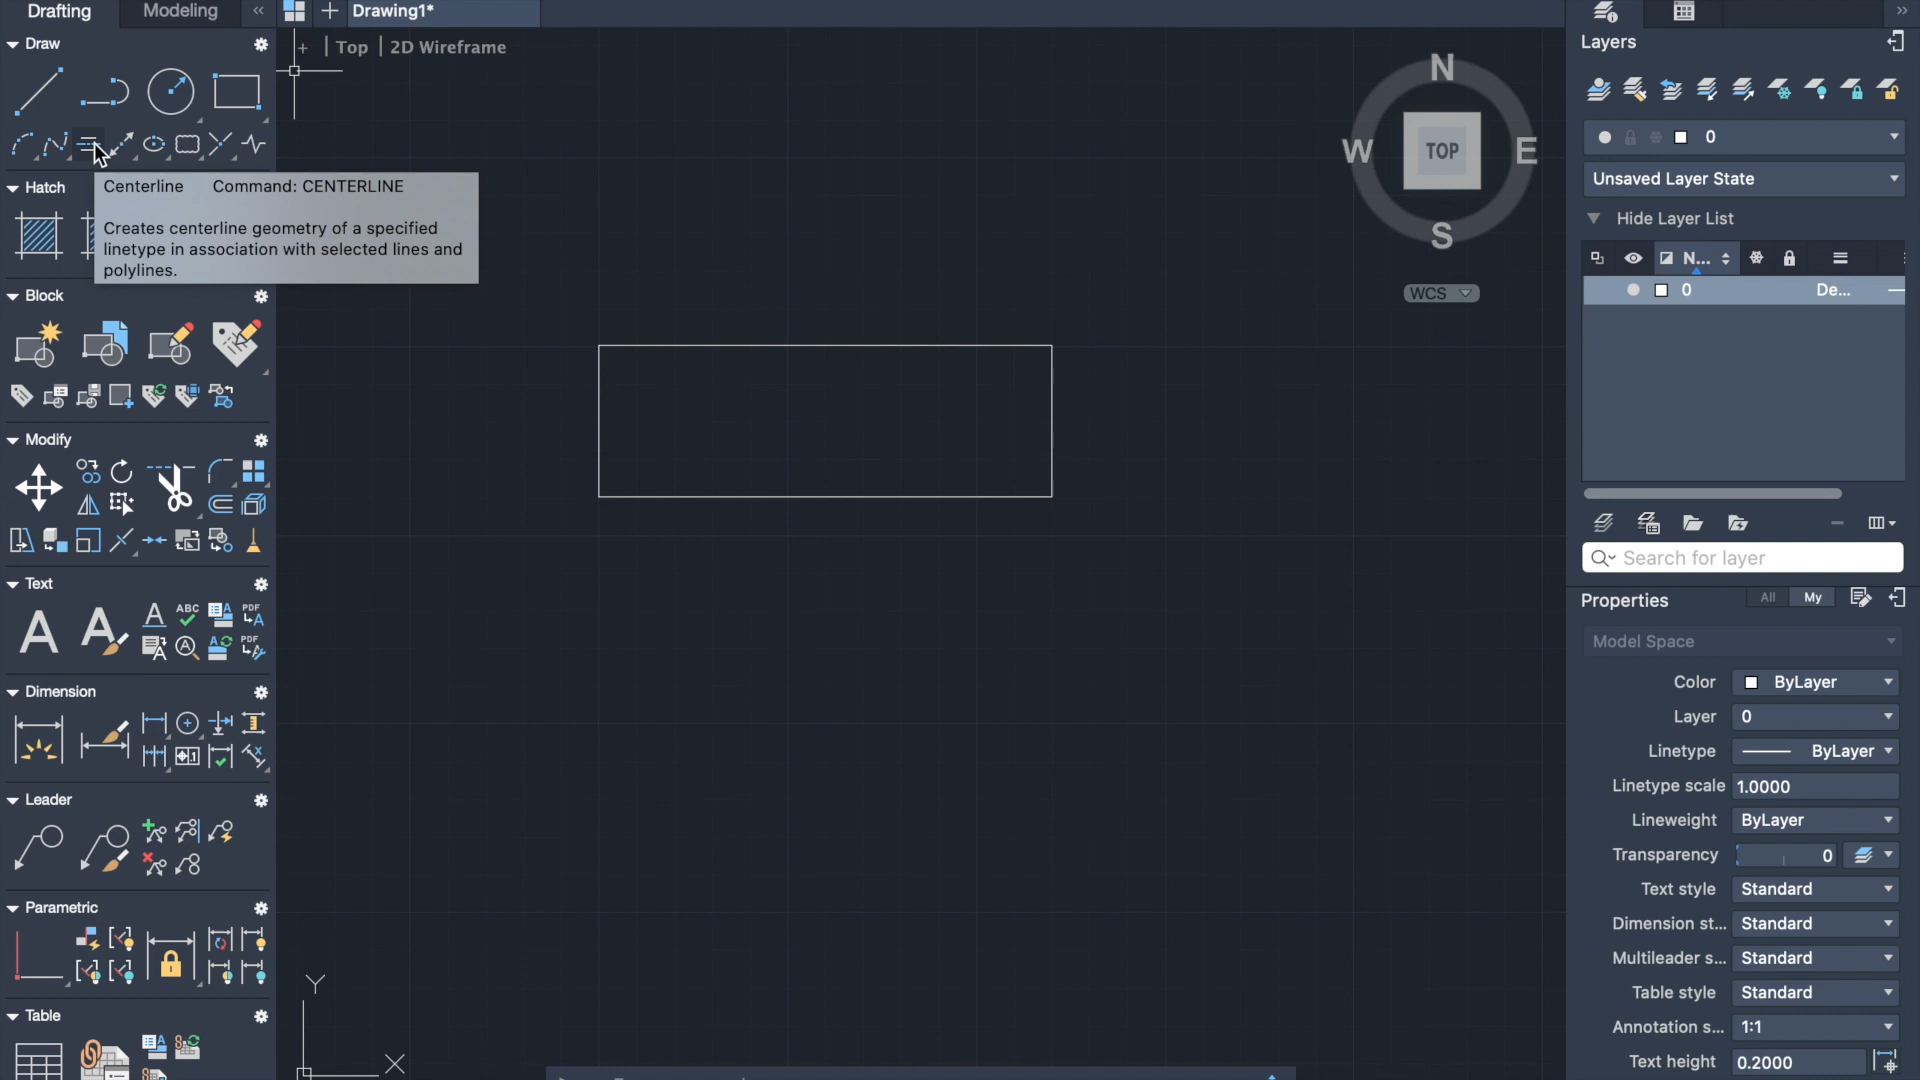 Drafting
Modeling
Drawing1*
Draw
Top
2D Wireframe
Centerline Command: CENTERLINE
Creates centerline geometry of a specified
linetype in association with selected lines and
polylines.
Hatch
Block
Modify
Text
A
A
A
ABC
A
PDF
A
A
A
A
PDF
Dimension
.1
Leader
Parametric
Table
N
W
TOP
E
S
WCS
Y
X
Layers
0
Unsaved Layer State
Hide Layer List
N...
0
De...
Search for layer
Properties
All
My
Model Space
Color
ByLayer
Layer
0
Linetype
ByLayer
Linetype scale
1.0000
Lineweight
ByLayer
Transparency
0
Text style
Standard
Dimension st...
Standard
Multileader s...
Standard
Table style
Standard
Annotation s...
1:1
Text height
0.2000